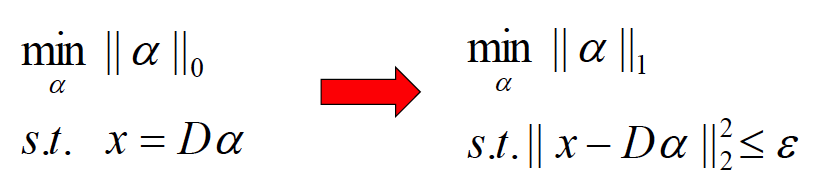 min ‖ α ‖₀
α
s.t. x = Dα
min ‖ α ‖₁
α
s.t. ‖ x − Dα ‖₂² ≤ ε